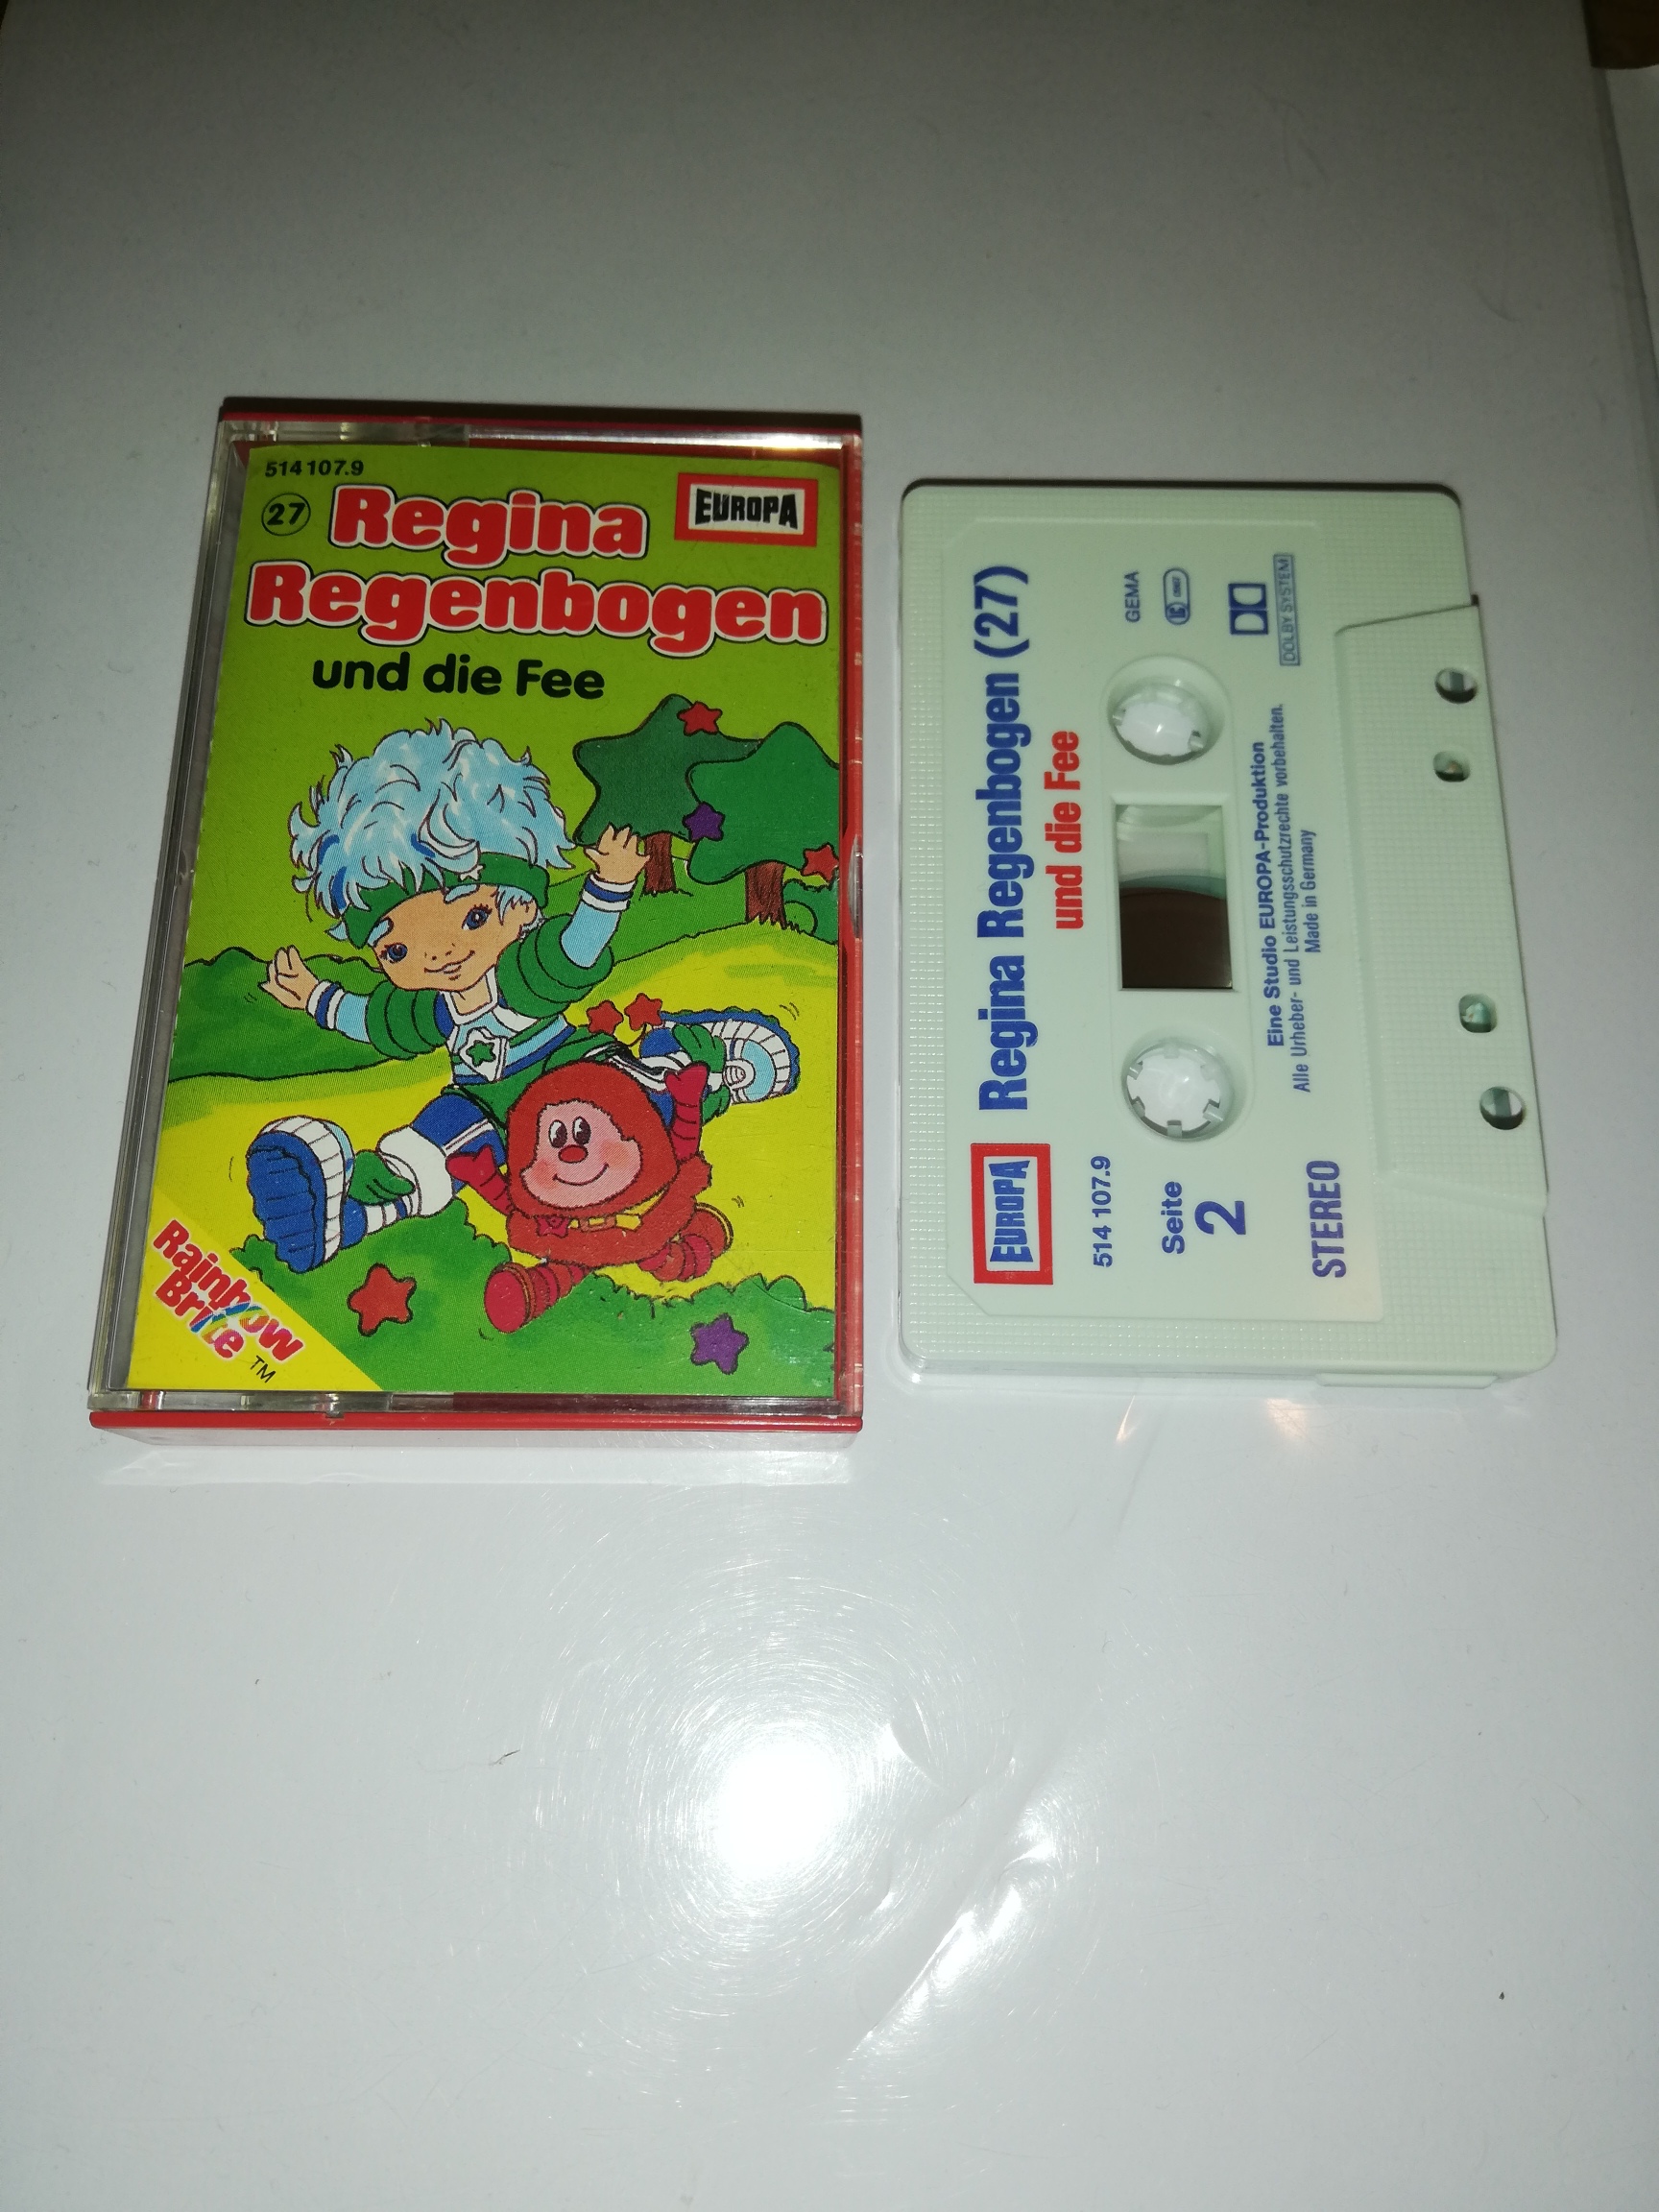 514 107.9
27
Regina
EUROPA
Regenbogen
und die Fee
Rainbow
Brite
TM
EUROPA
Regina Regenbogen (27)
und die Fee
514 107.9
GEMA
Seite
2
DOLBY SYSTEM
Eine Studio EUROPA-Produktion
Alle Urheber- und Leistungsschutzrechte vorbehalten.
Made in Germany
STEREO